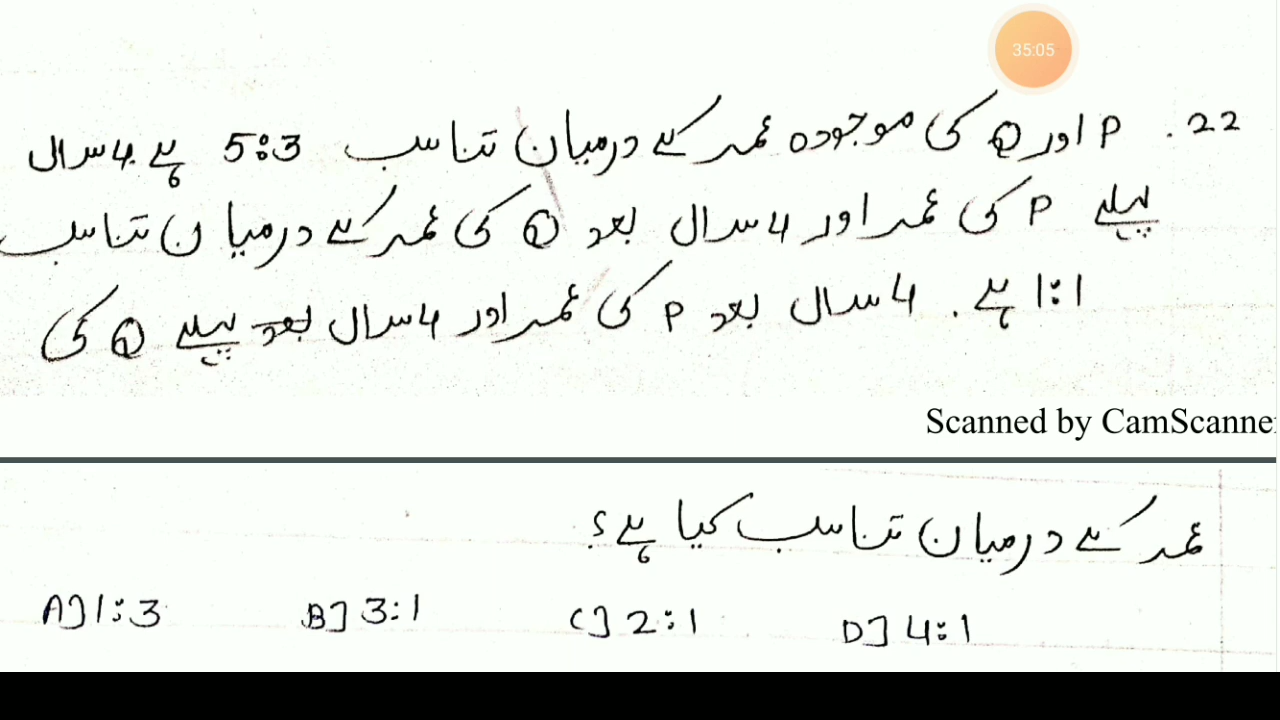 35:05
22. P اور Q کی موجودہ عمر کے درمیان تناسب 5:3 ہے 4 سال
پہلے P کی عمر اور 4 سال بعد Q کی عمر کے درمیان تناسب
1:1 ہے. 4 سال بعد P کی عمر اور 4 سال بعد پہلے Q کی
Scanned by CamScanne
عمر کے درمیان تناسب کیا ہے؟
A] 1:3 B] 3:1 C] 2:1 D] 4:1